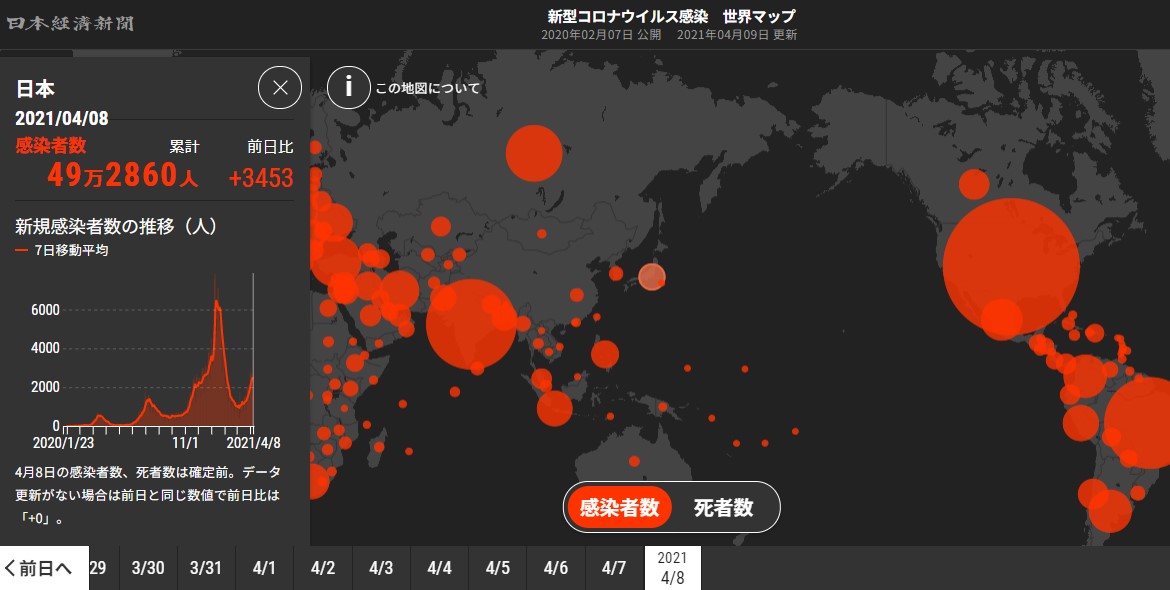 日本経済新聞
新型コロナウイルス感染　世界マップ
2020年02月07日 公開　2021年04月09日 更新
日本
この地図について
2021/04/08
感染者数 累計 前日比
49万2860人 +3453
新規感染者数の推移（人）
7日移動平均
6000
4000
2000
0
2020/1/23 11/1 2021/4/8
4月8日の感染者数、死者数は確定前。データ
更新がない場合は前日と同じ数値で前日比は
「+0」。
感染者数 死者数
前日へ 29 3/30 3/31 4/1 4/2 4/3 4/4 4/5 4/6 4/7 2021
4/8